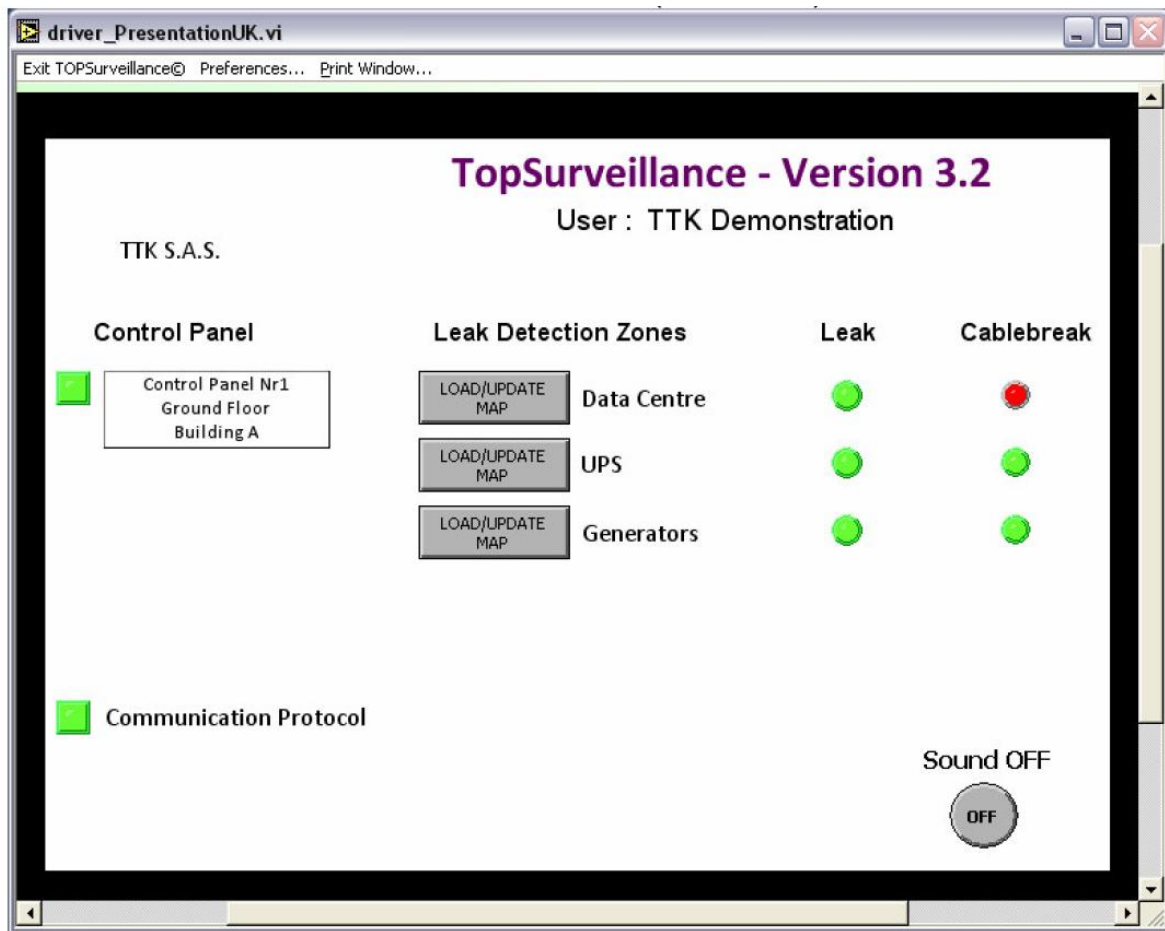 driver_PresentationUK.vi
Exit TOPSurveillance© Preferences... Print Window...
TopSurveillance - Version 3.2
User : TTK Demonstration
TTK S.A.S.
Control Panel Leak Detection Zones Leak Cablebreak
Control Panel Nr1
Ground Floor
Building A
LOAD/UPDATE
MAP
Data Centre
LOAD/UPDATE
MAP
UPS
LOAD/UPDATE
MAP
Generators
Communication Protocol
Sound OFF
OFF